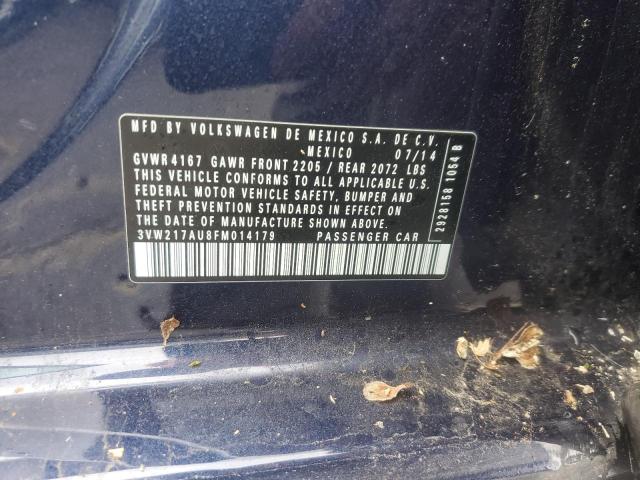 MFD BY VOLKSWAGEN DE MEXICO S.A. DE C.V.
MEXICO 07/14
GVWR 4167 GAWR FRONT 2205 / REAR 2072 LBS
THIS VEHICLE CONFORMS TO ALL APPLICABLE U.S.
FEDERAL MOTOR VEHICLE SAFETY, BUMPER AND
THEFT PREVENTION STANDARDS IN EFFECT ON
THE DATE OF MANUFACTURE SHOWN ABOVE.
3VW217AU8FM014179 PASSENGER CAR
2928158 1054 B